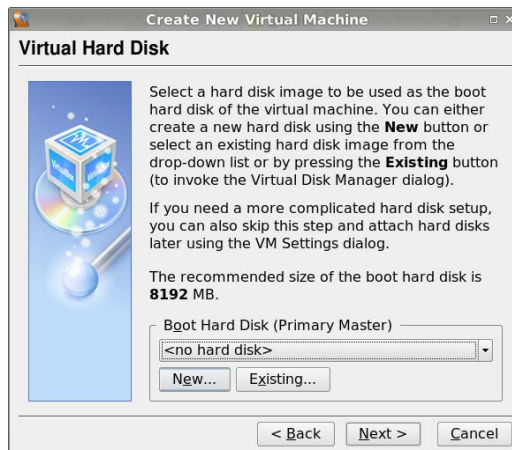 Create New Virtual Machine
Virtual Hard Disk
Select a hard disk image to be used as the boot
hard disk of the virtual machine. You can either
create a new hard disk using the New button or
select an existing hard disk image from the
drop-down list or by pressing the Existing button
(to invoke the Virtual Disk Manager dialog).
If you need a more complicated hard disk setup,
you can also skip this step and attach hard disks
later using the VM Settings dialog.
The recommended size of the boot hard disk is
8192 MB.
Boot Hard Disk (Primary Master)
<no hard disk>
New... Existing...
< Back Next > Cancel